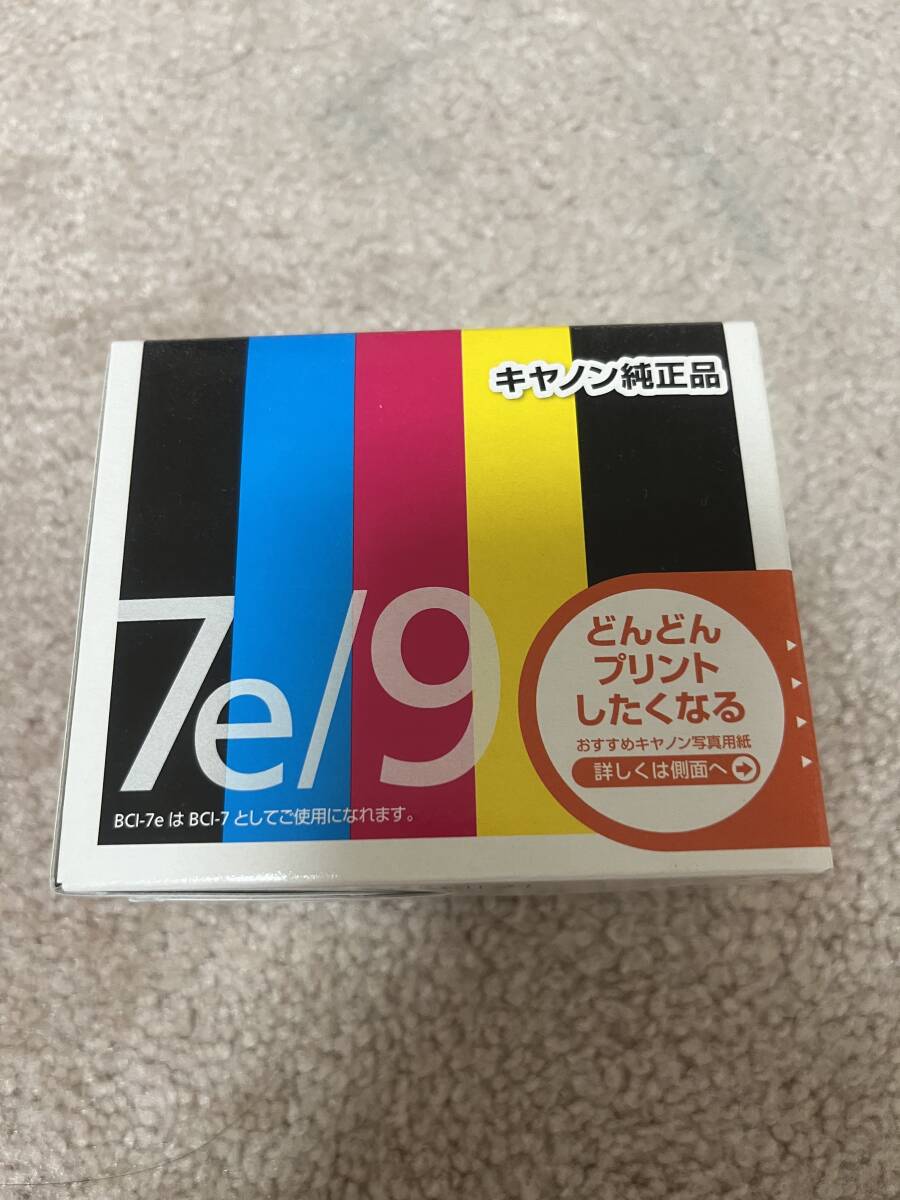 キヤノン純正品
7e/9
BCI-7e は BCI-7 としてご使用になれます。
どんどん
プリント
したくなる
おすすめキヤノン写真用紙
詳しくは側面へ